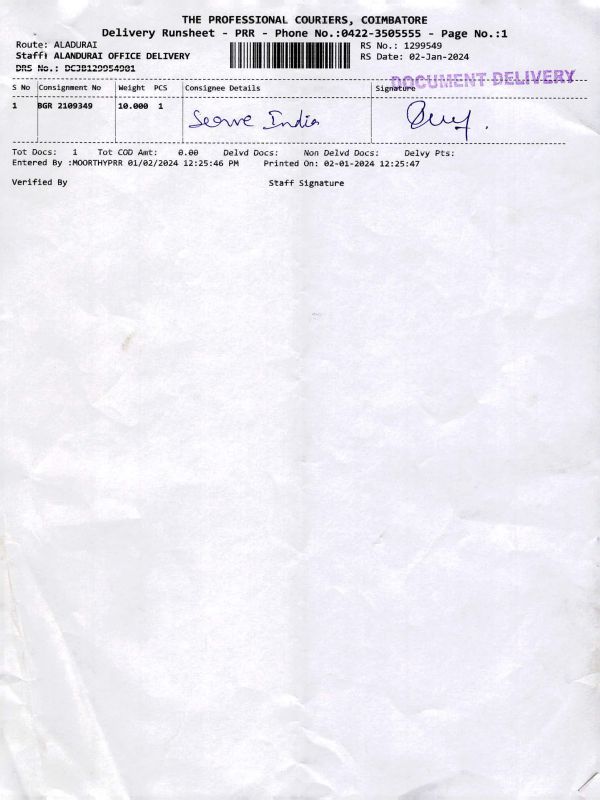 THE PROFESSIONAL COURIERS, COIMBATORE
Delivery Runsheet - PRR - Phone No.:0422-3505555 - Page No.:1
Route: ALADURAI
RS No.: 1299549
Staff: ALANDURAI OFFICE DELIVERY
RS Date: 02-Jan-2024
DRS No.: DCJB129954901
DOCUMENT DELIVERY
S No Consignment No Weight PCS Consignee Details Signature
1 BGR 2109349 10.000 1 Serve India
Tot Docs: 1 Tot COD Amt: 0.00 Delvd Docs: Non Delvd Docs: Delvy Pts:
Entered By :MOORTHYPRR 01/02/2024 12:25:46 PM Printed On: 02-01-2024 12:25:47
Verified By Staff Signature